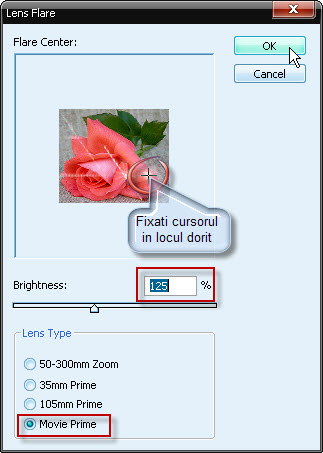 Lens Flare
Flare Center:
OK
Cancel
Fixati cursorul
in locul dorit
Brightness:
125 %
Lens Type
50-300mm Zoom
35mm Prime
105mm Prime
Movie Prime